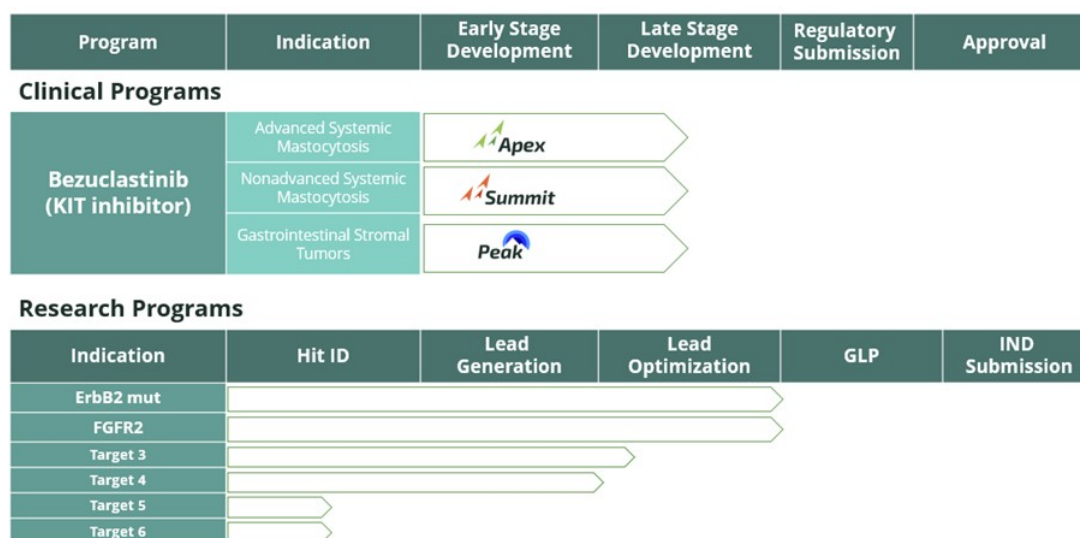 Program Indication Early Stage Development Late Stage Development Regulatory Submission Approval
Clinical Programs
Bezuclastinib
(KIT inhibitor)
Advanced Systemic
Mastocytosis
Apex
Nonadvanced Systemic
Mastocytosis
Summit
Gastrointestinal Stromal
Tumors
Peak
Research Programs
Indication Hit ID Lead Generation Lead Optimization GLP IND Submission
ErbB2 mut
FGFR2
Target 3
Target 4
Target 5
Target 6